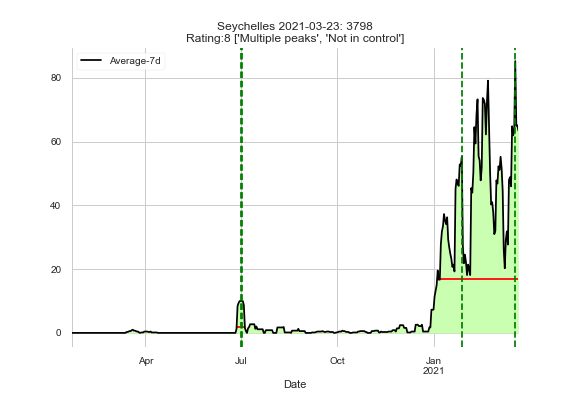 Seychelles 2021-03-23: 3798
Rating:8 ['Multiple peaks', 'Not in control']
Average-7d
80
60
40
20
0
Apr
Jul
Oct
Jan
2021
Date